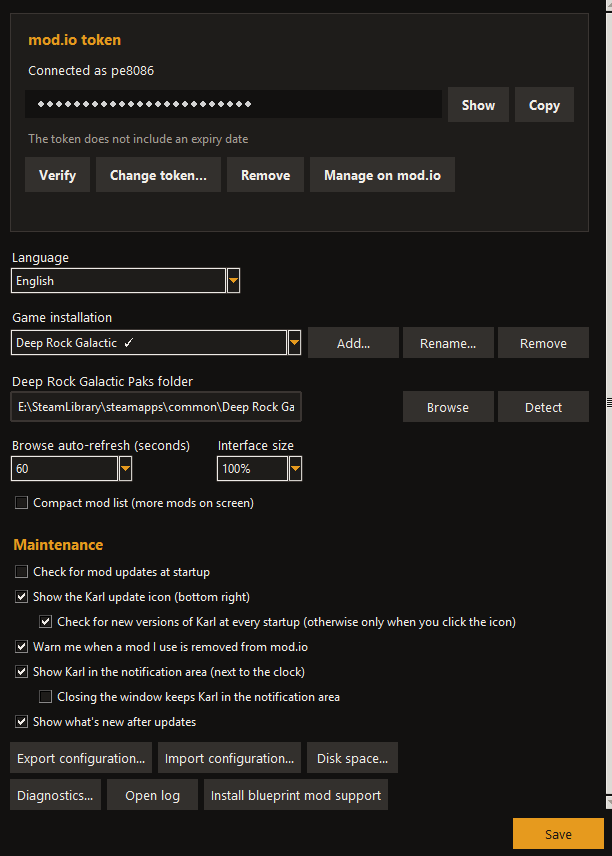 mod.io token
Connected as pe8086
Show Copy
The token does not include an expiry date
Verify Change token... Remove Manage on mod.io
Language
English
Game installation
Deep Rock Galactic ✓ Add... Rename... Remove
Deep Rock Galactic Paks folder
E:\SteamLibrary\steamapps\common\Deep Rock Ga Browse Detect
Browse auto-refresh (seconds) Interface size
60 100%
Compact mod list (more mods on screen)
Maintenance
Check for mod updates at startup
Show the Karl update icon (bottom right)
Check for new versions of Karl at every startup (otherwise only when you click the icon)
Warn me when a mod I use is removed from mod.io
Show Karl in the notification area (next to the clock)
Closing the window keeps Karl in the notification area
Show what's new after updates
Export configuration... Import configuration... Disk space...
Diagnostics... Open log Install blueprint mod support
Save